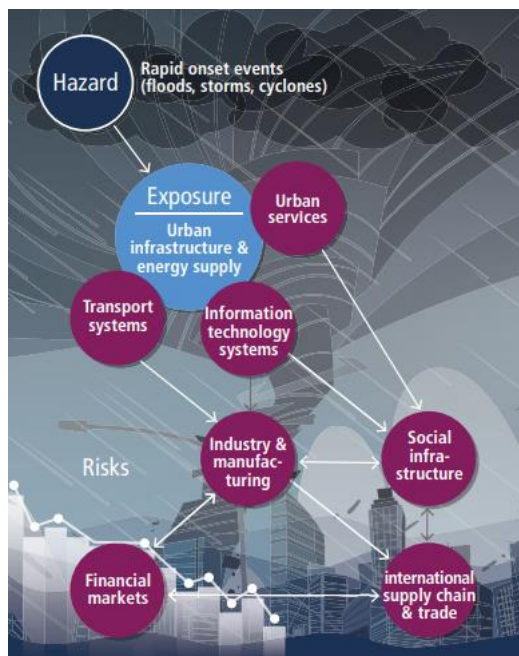 Hazard
Rapid onset events
(floods, storms, cyclones)
Exposure
Urban
infrastructure &
energy supply
Urban
services
Transport
systems
Information
technology
systems
Risks
Industry &
manufac-
turing
Social
infra-
structure
Financial
markets
international
supply chain
& trade